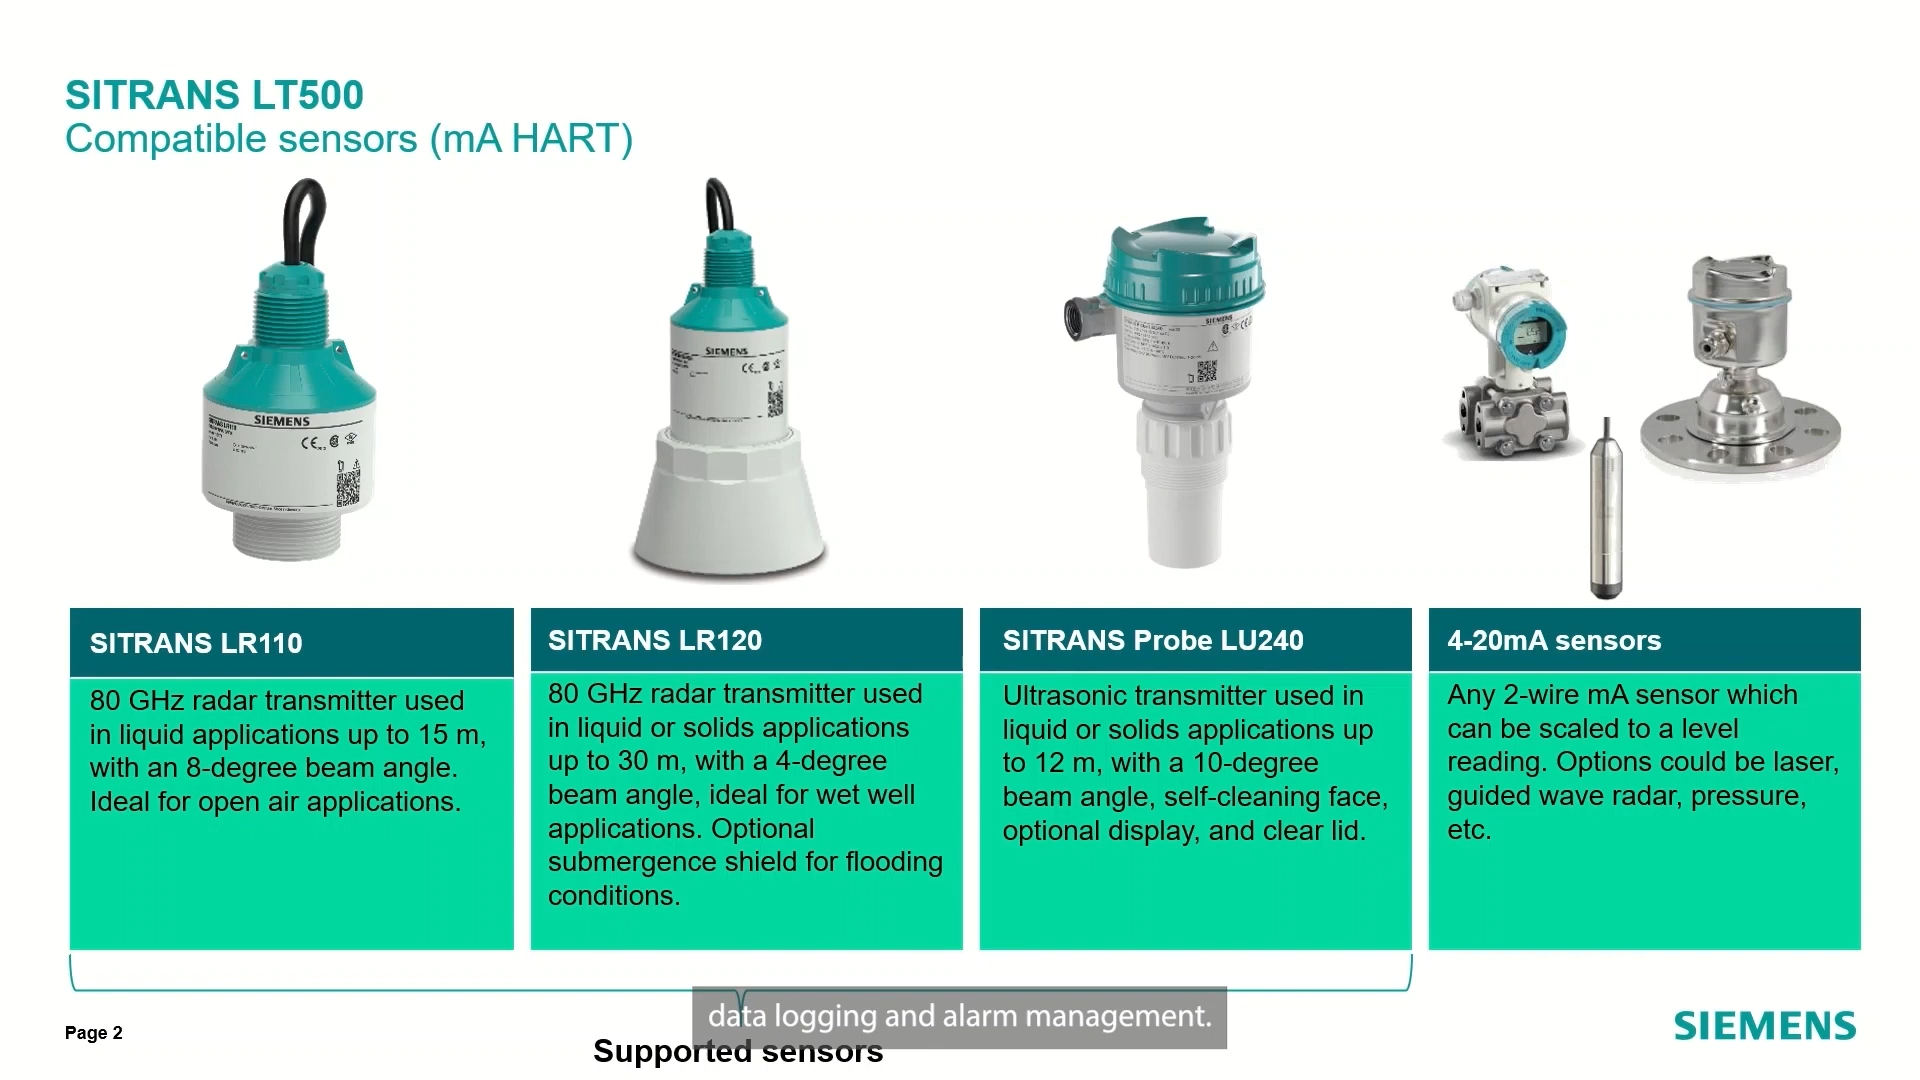 SITRANS LT500
Compatible sensors (mA HART)
SIEMENS
SIEMENS
SIEMENS
SITRANS LR110
80 GHz radar transmitter used
in liquid applications up to 15 m,
with an 8-degree beam angle.
Ideal for open air applications.
SITRANS LR120
80 GHz radar transmitter used
in liquid or solids applications
up to 30 m, with a 4-degree
beam angle, ideal for wet well
applications. Optional
submergence shield for flooding
conditions.
SITRANS Probe LU240
Ultrasonic transmitter used in
liquid or solids applications up
to 12 m, with a 10-degree
beam angle, self-cleaning face,
optional display, and clear lid.
4-20mA sensors
Any 2-wire mA sensor which
can be scaled to a level
reading. Options could be laser,
guided wave radar, pressure,
etc.
data logging and alarm management.
Supported sensors
Page 2
SIEMENS